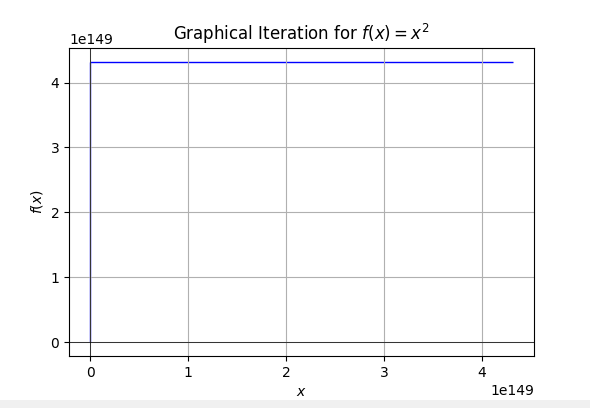 Graphical Iteration for f(x) = x²
1e149
4
3
2
1
0
f(x)
0 1 2 3 4
1e149
x